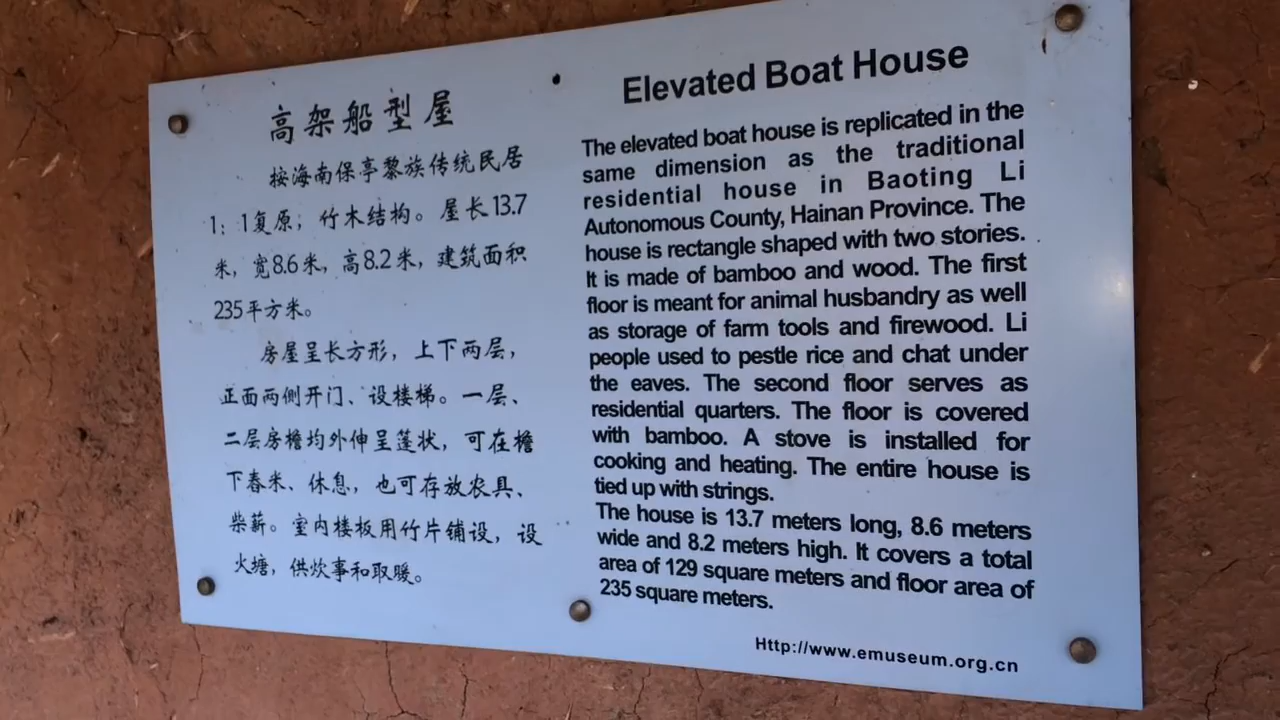 高架船型屋
按海南保亭黎族传统民居
1：1复原，竹木结构。屋长13.7
米，宽8.6米，高8.2米，建筑面积
235平方米。
房屋呈长方形，上下两层，
正面两侧开门、设楼梯。一层、
二层房檐均外伸呈莲状，可在檐
下舂米、休息，也可存放农具、
柴薪。室内楼板用竹片铺设，设
火塘，供炊事和取暖。
Elevated Boat House
The elevated boat house is replicated in the
same dimension as the traditional
residential house in Baoting Li
Autonomous County, Hainan Province. The
house is rectangle shaped with two stories.
It is made of bamboo and wood. The first
floor is meant for animal husbandry as well
as storage of farm tools and firewood. Li
people used to pestle rice and chat under
the eaves. The second floor serves as
residential quarters. The floor is covered
with bamboo. A stove is installed for
cooking and heating. The entire house is
tied up with strings.
The house is 13.7 meters long, 8.6 meters
wide and 8.2 meters high. It covers a total
area of 129 square meters and floor area of
235 square meters.
Http://www.emuseum.org.cn